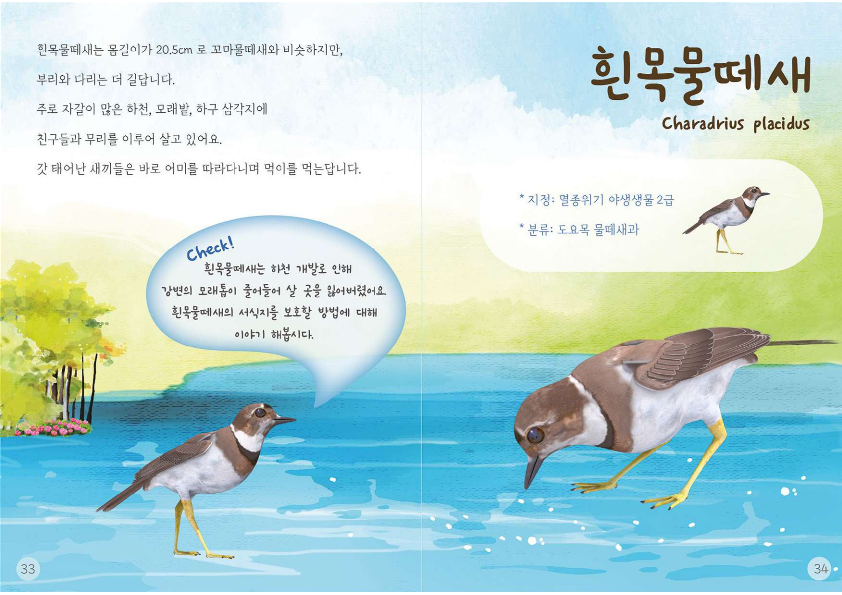 흰목물떼새는 몸길이가 20.5cm 로 꼬마물떼새와 비슷하지만,
부리와 다리는 더 길답니다.
주로 자갈이 많은 하천, 모래밭, 하구 삼각지에
친구들과 무리를 이루어 살고 있어요.
갓 태어난 새끼들은 바로 어미를 따라다니며 먹이를 먹는답니다.
Check!
흰목물떼새는 하천 개발로 인해
강변의 모래톱이 줄어들어 살 곳을 잃어버렸어요.
흰목물떼새의 서식지를 보호할 방법에 대해
이야기 해봅시다.
33
흰목물떼새
Charadrius placidus
* 지정: 멸종위기 야생생물 2급
* 분류: 도요목 물떼새과
34